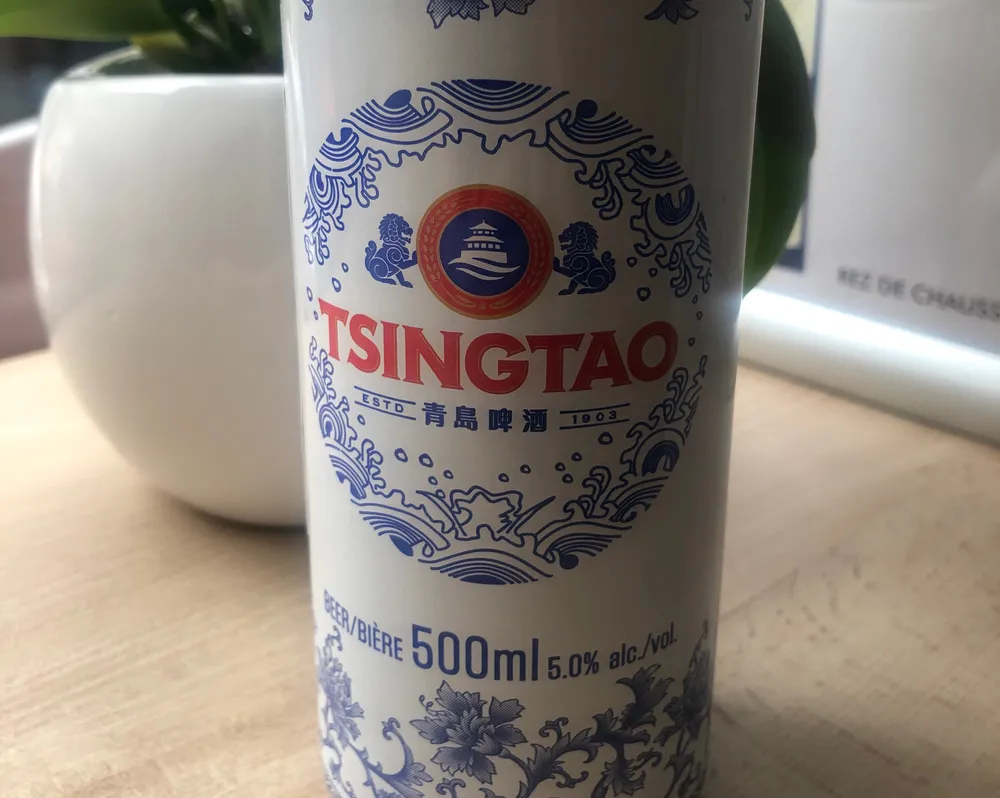 TSINGTAO
ESTD 青島啤酒 1903
BEER/BIÈRE 500ml 5.0% alc./vol.
REZ DE CHAUSS